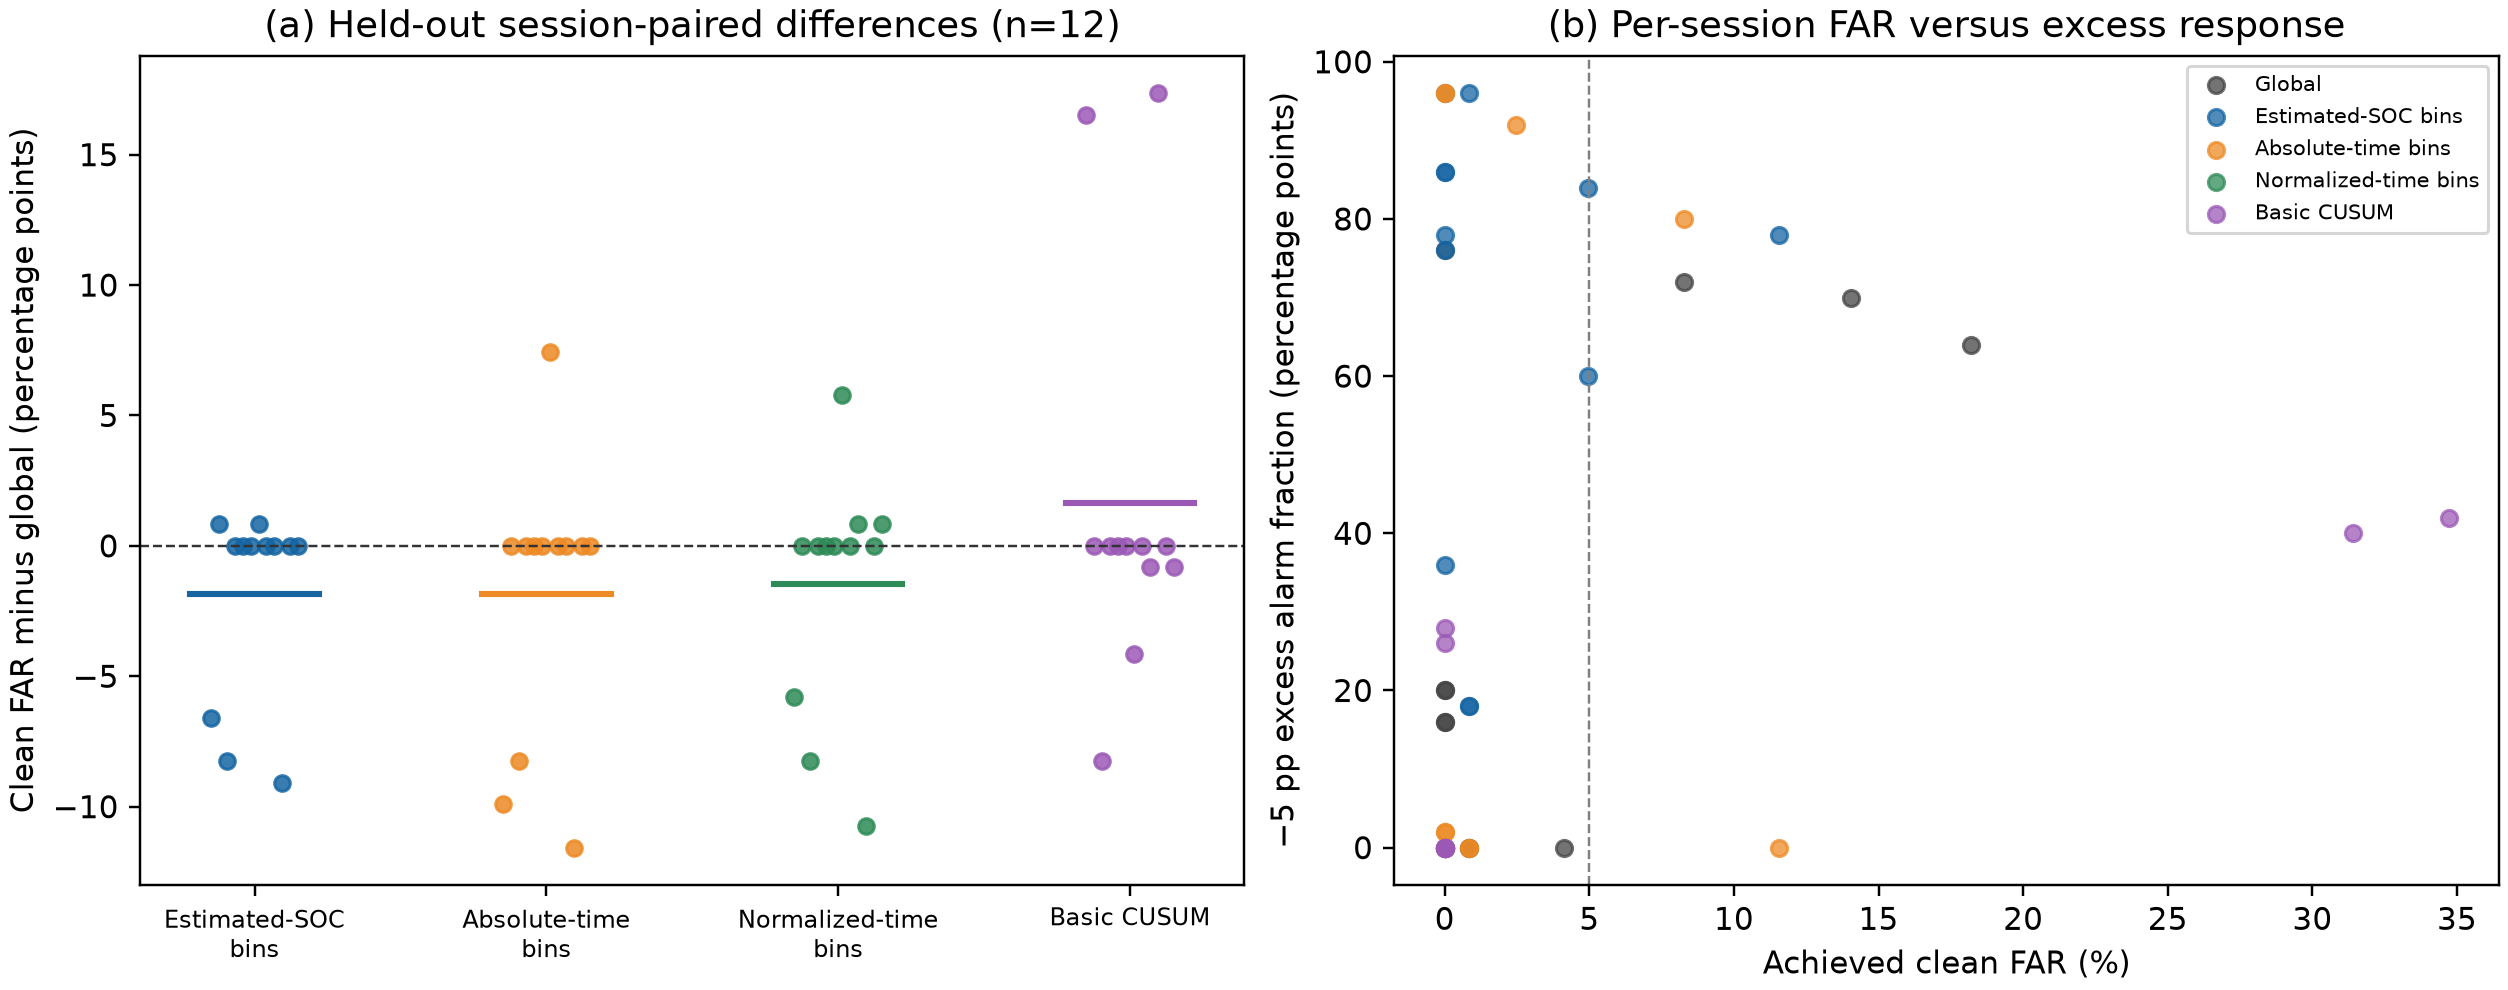 (a) Held-out session-paired differences (n=12)
Clean FAR minus global (percentage points)
15
10
5
0
−5
−10
Estimated-SOC
bins
Absolute-time
bins
Normalized-time
bins
Basic CUSUM
(b) Per-session FAR versus excess response
−5 pp excess alarm fraction (percentage points)
100
80
60
40
20
0
0
5
10
15
20
25
30
35
Achieved clean FAR (%)
Global
Estimated-SOC bins
Absolute-time bins
Normalized-time bins
Basic CUSUM